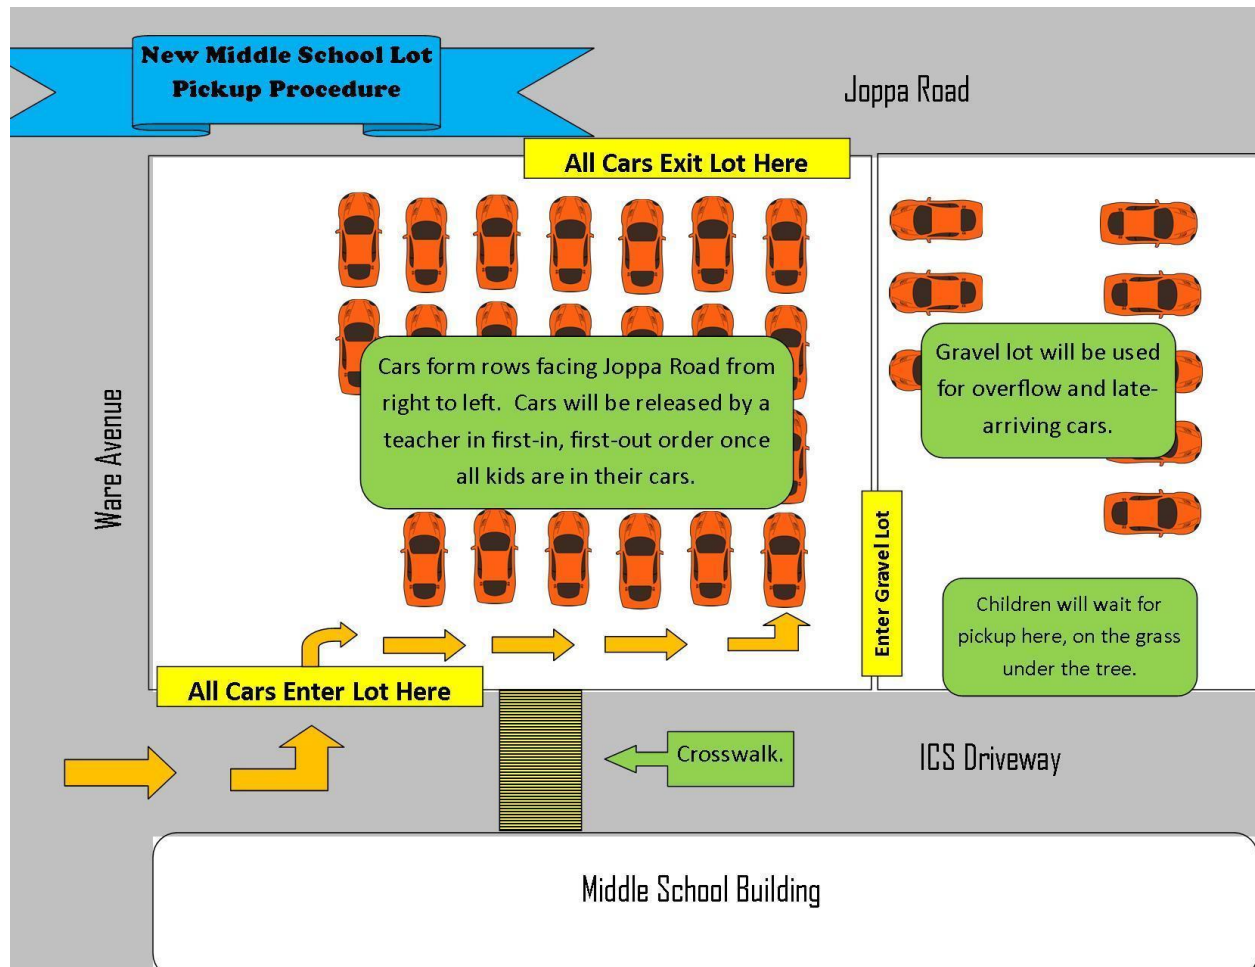 New Middle School Lot
Pickup Procedure
Joppa Road
All Cars Exit Lot Here
Cars form rows facing Joppa Road from
right to left.  Cars will be released by a
teacher in first-in, first-out order once
all kids are in their cars.
Gravel lot will be used
for overflow and late-
arriving cars.
Ware Avenue
Enter Gravel Lot
Children will wait for
pickup here, on the grass
under the tree.
All Cars Enter Lot Here
Crosswalk.
ICS Driveway
Middle School Building